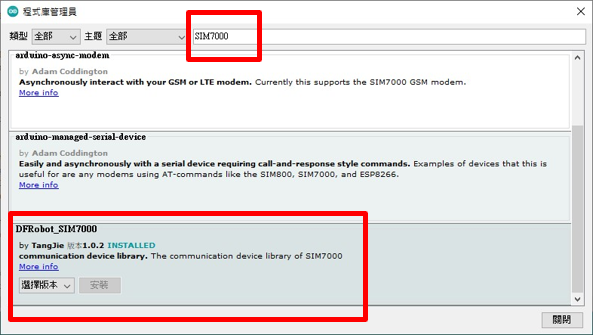 程式庫管理員
類型 全部 主題 全部 SIM7000
arduino-async-modem
by Adam Coddington
Asynchronously interact with your GSM or LTE modem. Currently this supports the SIM7000 GSM modem.
More info
arduino-managed-serial-device
by Adam Coddington
Easily and asynchronously with a serial device requiring call-and-response style commands. Examples of devices that this is
useful for are any modems using AT-commands like the SIM800, SIM7000, and ESP8266.
More info
DFRobot_SIM7000
by TangJie 版本1.0.2 INSTALLED
communication device library. The communication device library of SIM7000
More info
選擇版本 安裝
關閉